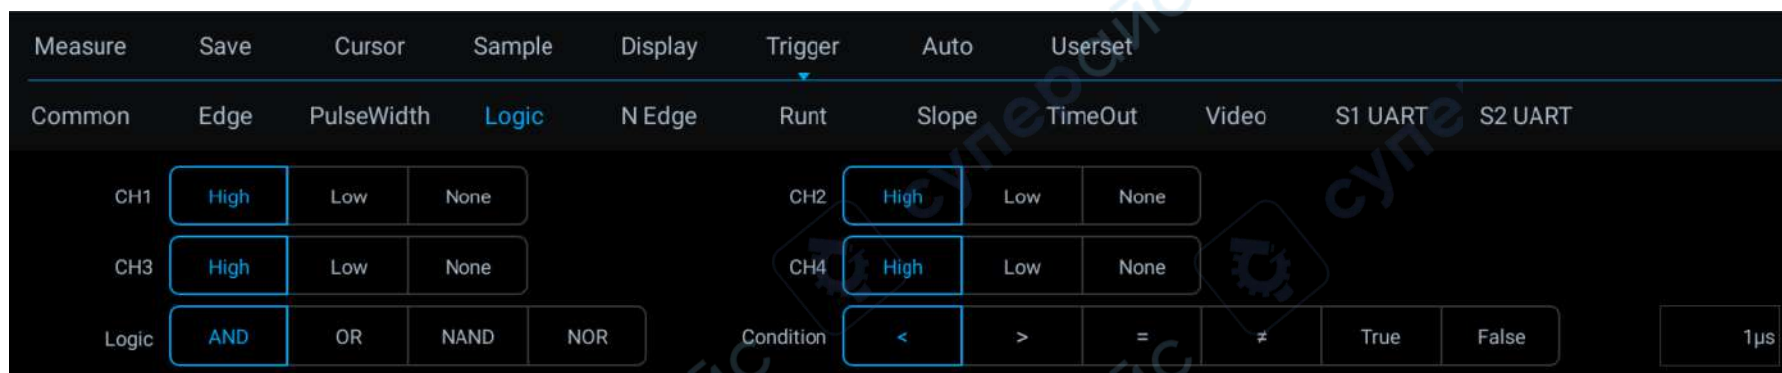 Measure Save Cursor Sample Display Trigger Auto Userset
Common Edge PulseWidth Logic N Edge Runt Slope TimeOut Video S1 UART S2 UART
CH1 High Low None CH2 High Low None
CH3 High Low None CH4 High Low None
Logic AND OR NAND NOR Condition < > = ≠ True False 1µs